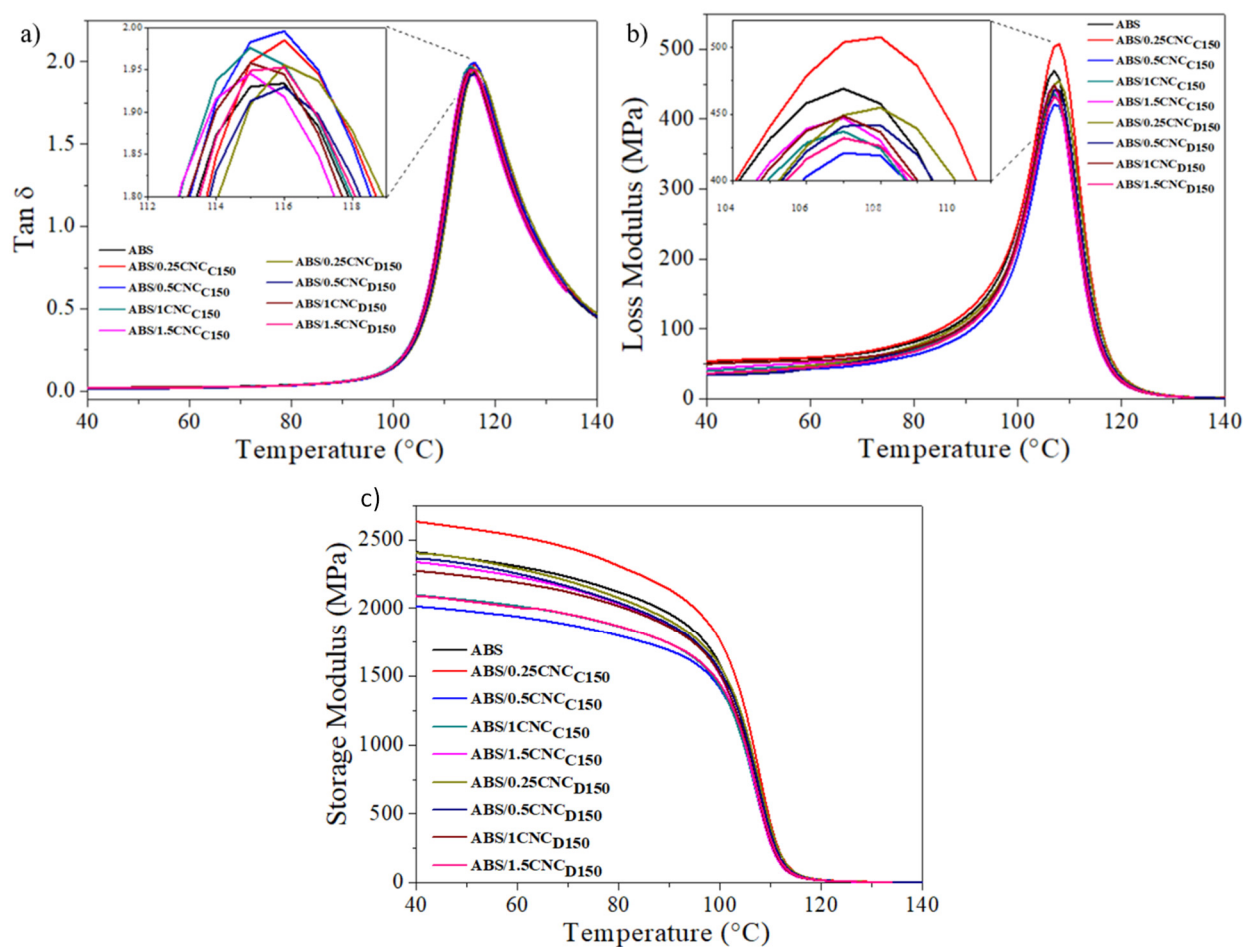 a)
Tan δ
2.0
1.5
1.0
0.5
0.0
40 60 80 100 120 140
Temperature (°C)
2.00
1.95
1.90
1.85
1.80
112 114 116 118
ABS
ABS/0.25CNCC150
ABS/0.5CNCC150
ABS/1CNCC150
ABS/1.5CNCC150
ABS/0.25CNCD150
ABS/0.5CNCD150
ABS/1CNCD150
ABS/1.5CNCD150
b)
Loss Modulus (MPa)
500
400
300
200
100
0
40 60 80 100 120 140
Temperature (°C)
500
450
400
104 106 108 110
ABS
ABS/0.25CNCC150
ABS/0.5CNCC150
ABS/1CNCC150
ABS/1.5CNCC150
ABS/0.25CNCD150
ABS/0.5CNCD150
ABS/1CNCD150
ABS/1.5CNCD150
c)
Storage Modulus (MPa)
2500
2000
1500
1000
500
0
40 60 80 100 120 140
Temperature (°C)
ABS
ABS/0.25CNCC150
ABS/0.5CNCC150
ABS/1CNCC150
ABS/1.5CNCC150
ABS/0.25CNCD150
ABS/0.5CNCD150
ABS/1CNCD150
ABS/1.5CNCD150